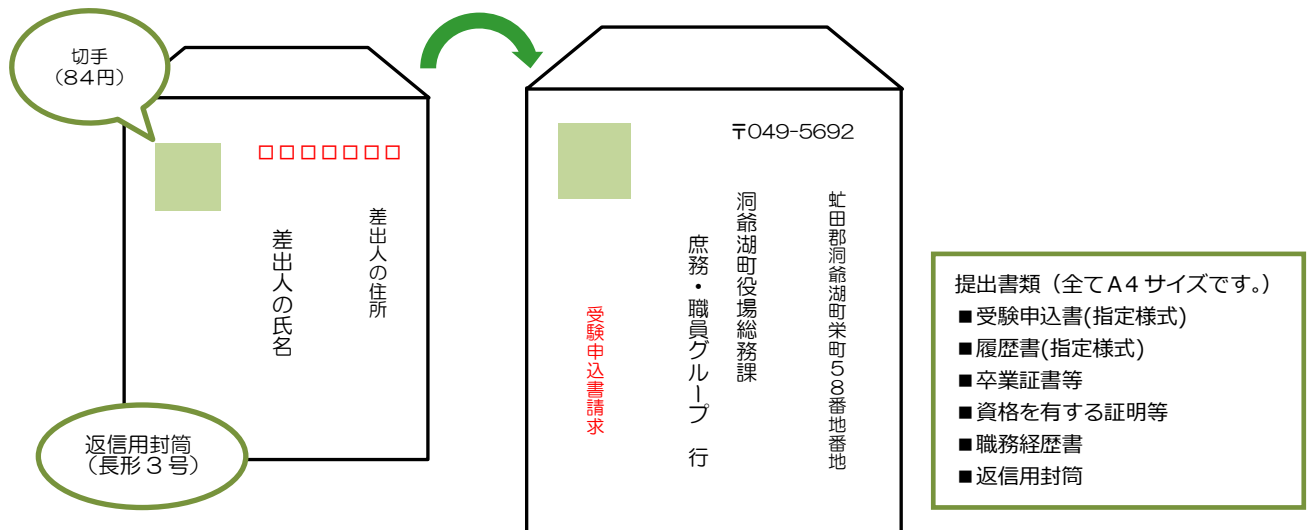 切手
（84円）
□□□□□□□
差出人の住所
差出人の氏名
返信用封筒
（長形３号）
〒049-5692
虻田郡洞爺湖町栄町５８番地番地
洞爺湖町役場総務課
庶務・職員グループ　行
受験申込書請求
提出書類（全てＡ４サイズです。）
■受験申込書(指定様式)
■履歴書(指定様式)
■卒業証書等
■資格を有する証明等
■職務経歴書
■返信用封筒